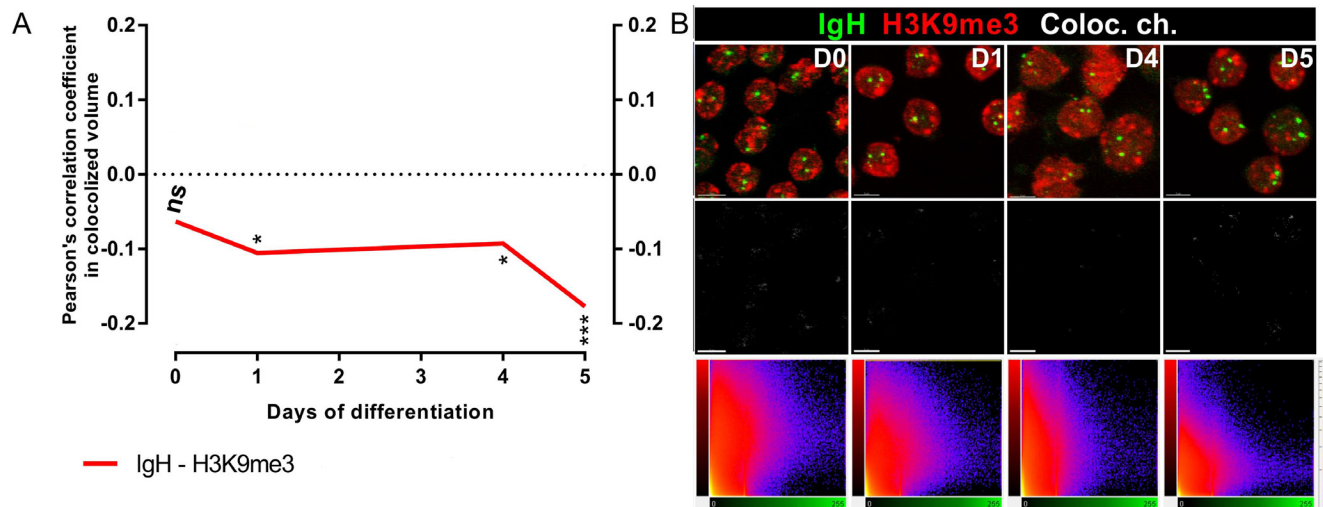 A
0.2
0.1
0.0
-0.1
-0.2
Pearson's correlation coefficient
in colocolized volume
ns
*
*
***
0.2
0.1
0.0
-0.1
-0.2
0 1 2 3 4 5
Days of differentiation
IgH - H3K9me3
B
IgH H3K9me3 Coloc. ch.
D0 D1 D4 D5
0 255 0 255 0 255 0 255